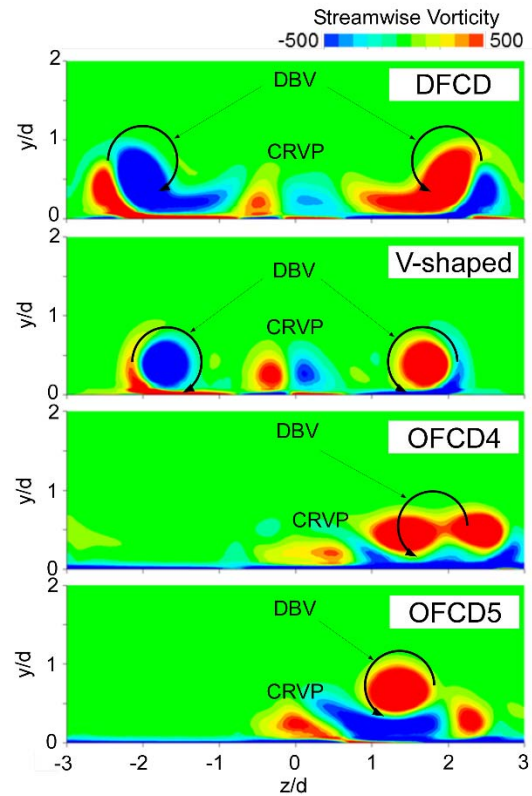 Streamwise Vorticity
-500 500
2
DBV
DFCD
y/d
1
CRVP
0
2
V-shaped
DBV
y/d
1
CRVP
0
2
OFCD4
DBV
y/d
1
CRVP
0
2
OFCD5
DBV
y/d
1
CRVP
0
-3 -2 -1 0 1 2 3
z/d